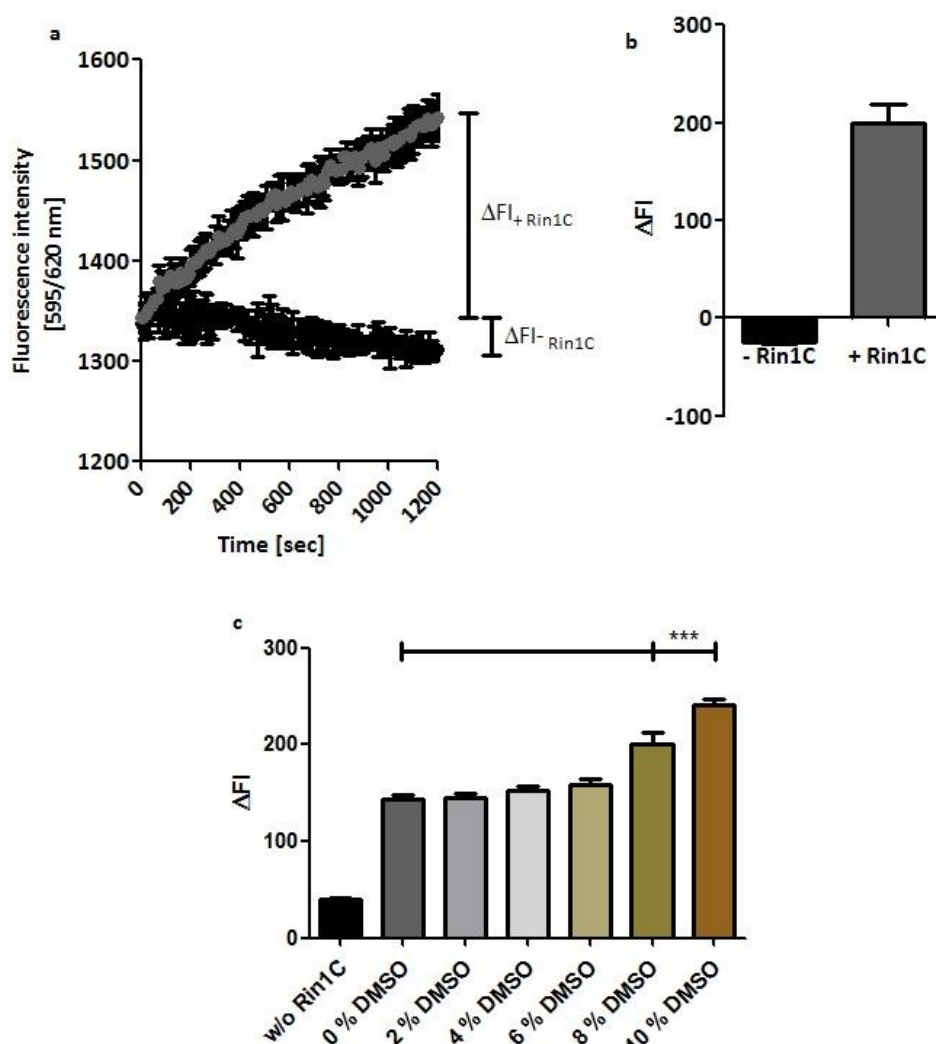 a
1600
1500
1400
1300
1200
Fluorescence intensity
[595/620 nm]
0
200
400
600
800
1000
1200
Time [sec]
ΔFI+ Rin1C
ΔFI- Rin1C
b
300
200
100
0
-100
ΔFI
- Rin1C
+ Rin1C
c
300
200
100
0
ΔFI
***
w/o Rin1C
0 % DMSO
2 % DMSO
4 % DMSO
6 % DMSO
8 % DMSO
10 % DMSO